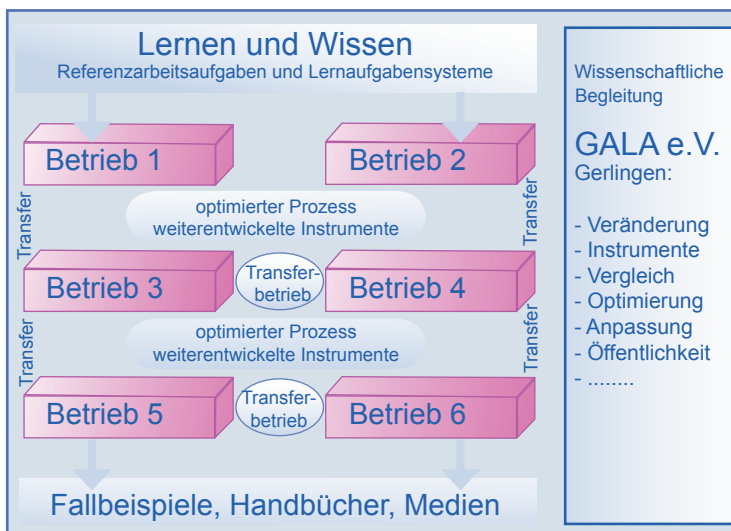 Lernen und Wissen
Referenzarbeitsaufgaben und Lernaufgabensysteme
Betrieb 1
Betrieb 2
Transfer
Transfer
optimierter Prozess
weiterentwickelte Instrumente
Betrieb 3
Transfer-
betrieb
Betrieb 4
Transfer
Transfer
optimierter Prozess
weiterentwickelte Instrumente
Betrieb 5
Transfer-
betrieb
Betrieb 6
Fallbeispiele, Handbücher, Medien
Wissenschaftliche
Begleitung
GALA e.V.
Gerlingen:
- Veränderung
- Instrumente
- Vergleich
- Optimierung
- Anpassung
- Öffentlichkeit
- ........